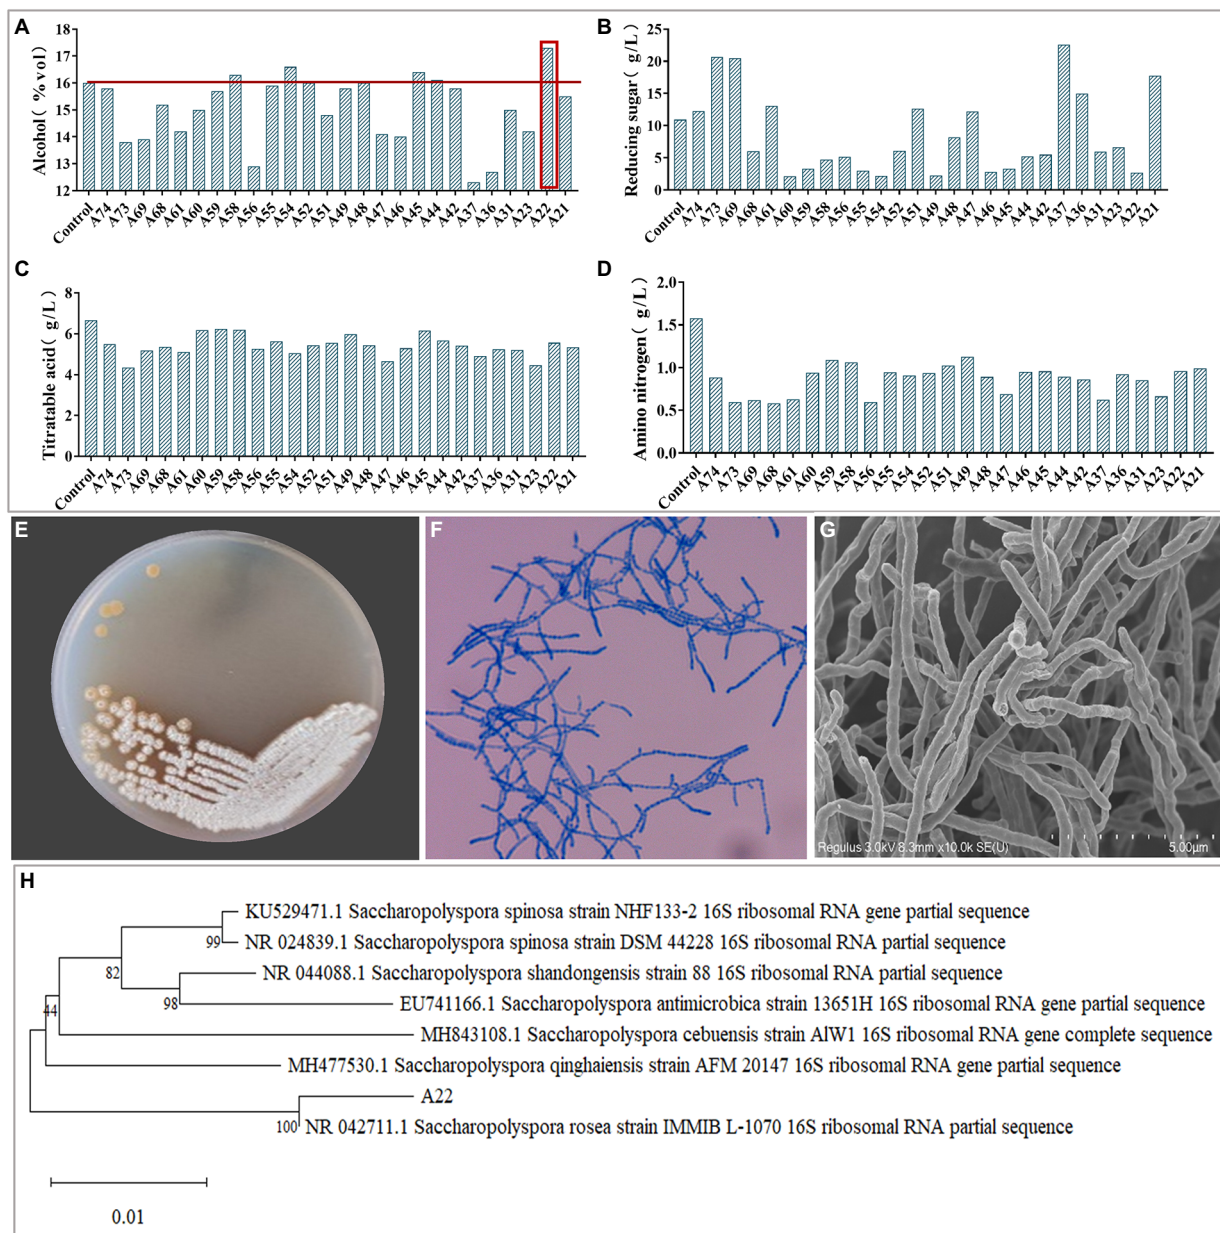 A
Alcohol( % vol)
18
17
16
15
14
13
12
Control A74 A73 A69 A68 A61 A60 A59 A58 A56 A55 A54 A52 A51 A49 A48 A47 A46 A45 A44 A42 A37 A36 A31 A23 A22 A21
B
Reducing sugar( g/L)
25
20
15
10
5
0
Control A74 A73 A69 A68 A61 A60 A59 A58 A56 A55 A54 A52 A51 A49 A48 A47 A46 A45 A44 A42 A37 A36 A31 A23 A22 A21
C
Titratable acid( g/L)
8
6
4
2
0
Control A74 A73 A69 A68 A61 A60 A59 A58 A56 A55 A54 A52 A51 A49 A48 A47 A46 A45 A44 A42 A37 A36 A31 A23 A22 A21
D
Amino nitrogen( g/L)
2.0
1.5
1.0
0.5
0.0
Control A74 A73 A69 A68 A61 A60 A59 A58 A56 A55 A54 A52 A51 A49 A48 A47 A46 A45 A44 A42 A37 A36 A31 A23 A22 A21
E
F
G
Regulus 3.0kV 8.3mm x10.0k SE(U) 5.00µm
H
KU529471.1 Saccharopolyspora spinosa strain NHF133-2 16S ribosomal RNA gene partial sequence
99
NR 024839.1 Saccharopolyspora spinosa strain DSM 44228 16S ribosomal RNA partial sequence
82
NR 044088.1 Saccharopolyspora shandongensis strain 88 16S ribosomal RNA partial sequence
98
EU741166.1 Saccharopolyspora antimicrobica strain 13651H 16S ribosomal RNA gene partial sequence
44
MH843108.1 Saccharopolyspora cebuensis strain AlW1 16S ribosomal RNA gene complete sequence
MH477530.1 Saccharopolyspora qinghaiensis strain AFM 20147 16S ribosomal RNA gene partial sequence
A22
100
NR 042711.1 Saccharopolyspora rosea strain IMMIB L-1070 16S ribosomal RNA partial sequence
0.01